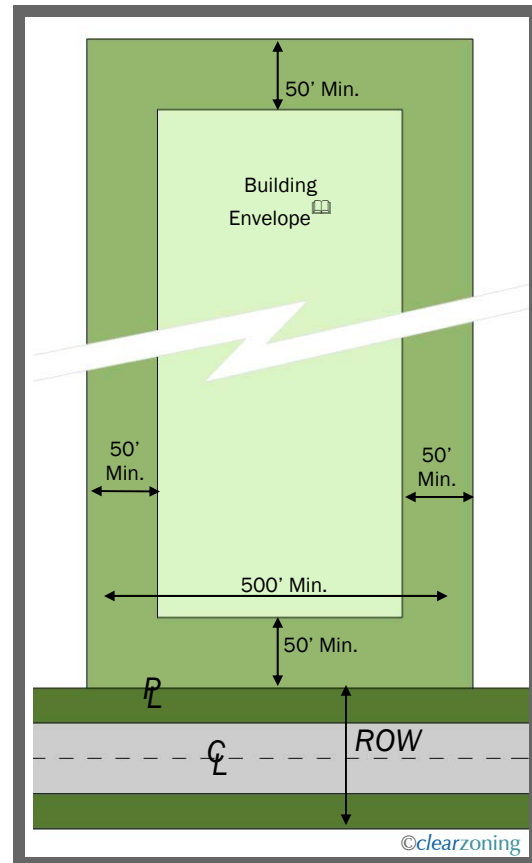 50' Min.
Building
Envelope
50'
Min.
50'
Min.
500' Min.
50' Min.
PL
CL
ROW
©clearzoning